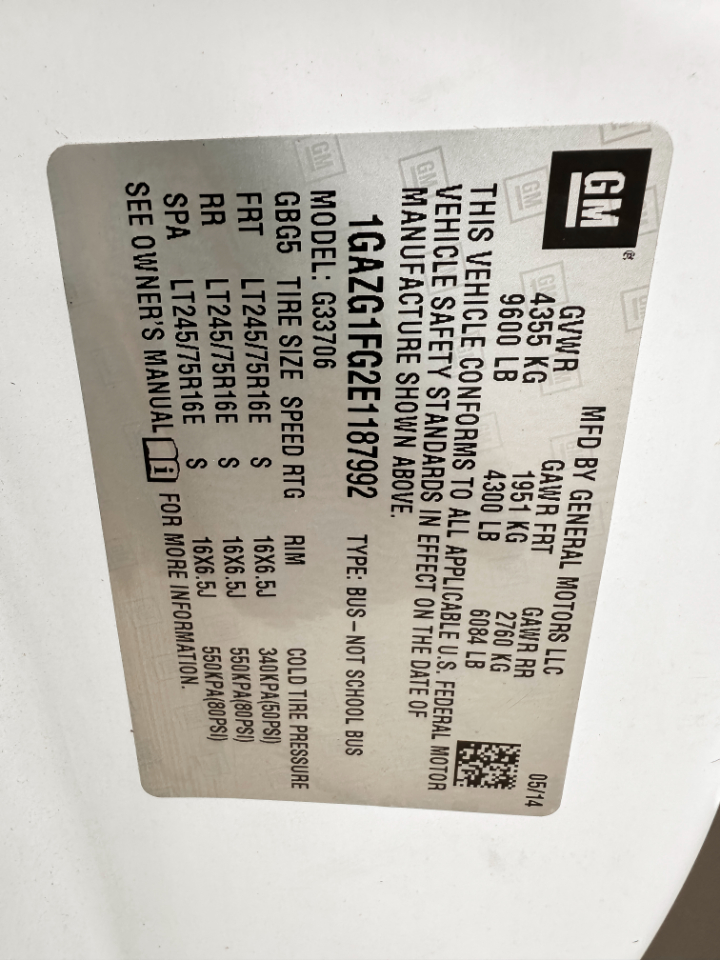 GM
MFD BY GENERAL MOTORS LLC 05/14
GVWR GAWR FRT GAWR RR
4355 KG 1951 KG 2760 KG
9600 LB 4300 LB 6084 LB
THIS VEHICLE CONFORMS TO ALL APPLICABLE U.S. FEDERAL MOTOR
VEHICLE SAFETY STANDARDS IN EFFECT ON THE DATE OF
MANUFACTURE SHOWN ABOVE.
1GAZG1FG2E1187992 TYPE: BUS-NOT SCHOOL BUS
MODEL: G33706
GBG5 TIRE SIZE SPEED RTG RIM COLD TIRE PRESSURE
FRT LT245/75R16E S 16X6.5J 340KPA(50PSI)
RR LT245/75R16E S 16X6.5J 550KPA(80PSI)
SPA LT245/75R16E S 16X6.5J 550KPA(80PSI)
SEE OWNER'S MANUAL i FOR MORE INFORMATION.